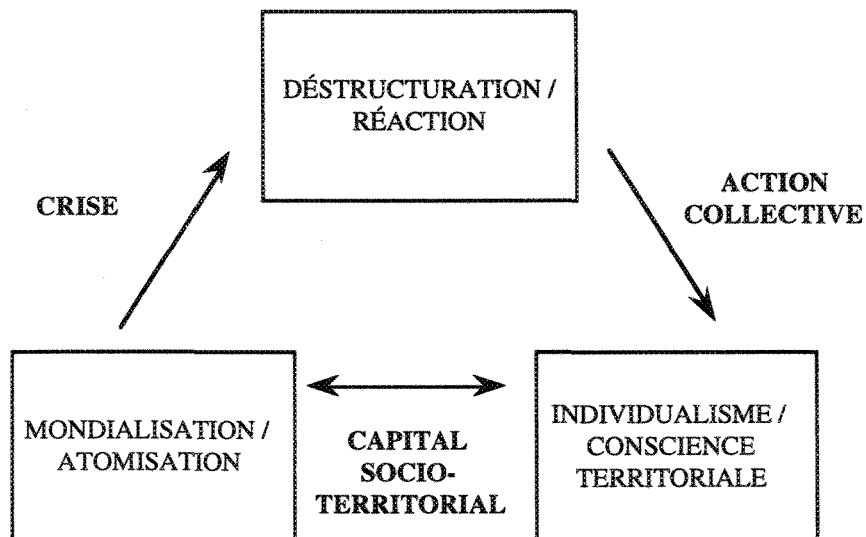 DÉSTRUCTURATION /
RÉACTION
CRISE
ACTION
COLLECTIVE
MONDIALISATION /
ATOMISATION
CAPITAL
SOCIO-
TERRITORIAL
INDIVIDUALISME /
CONSCIENCE
TERRITORIALE